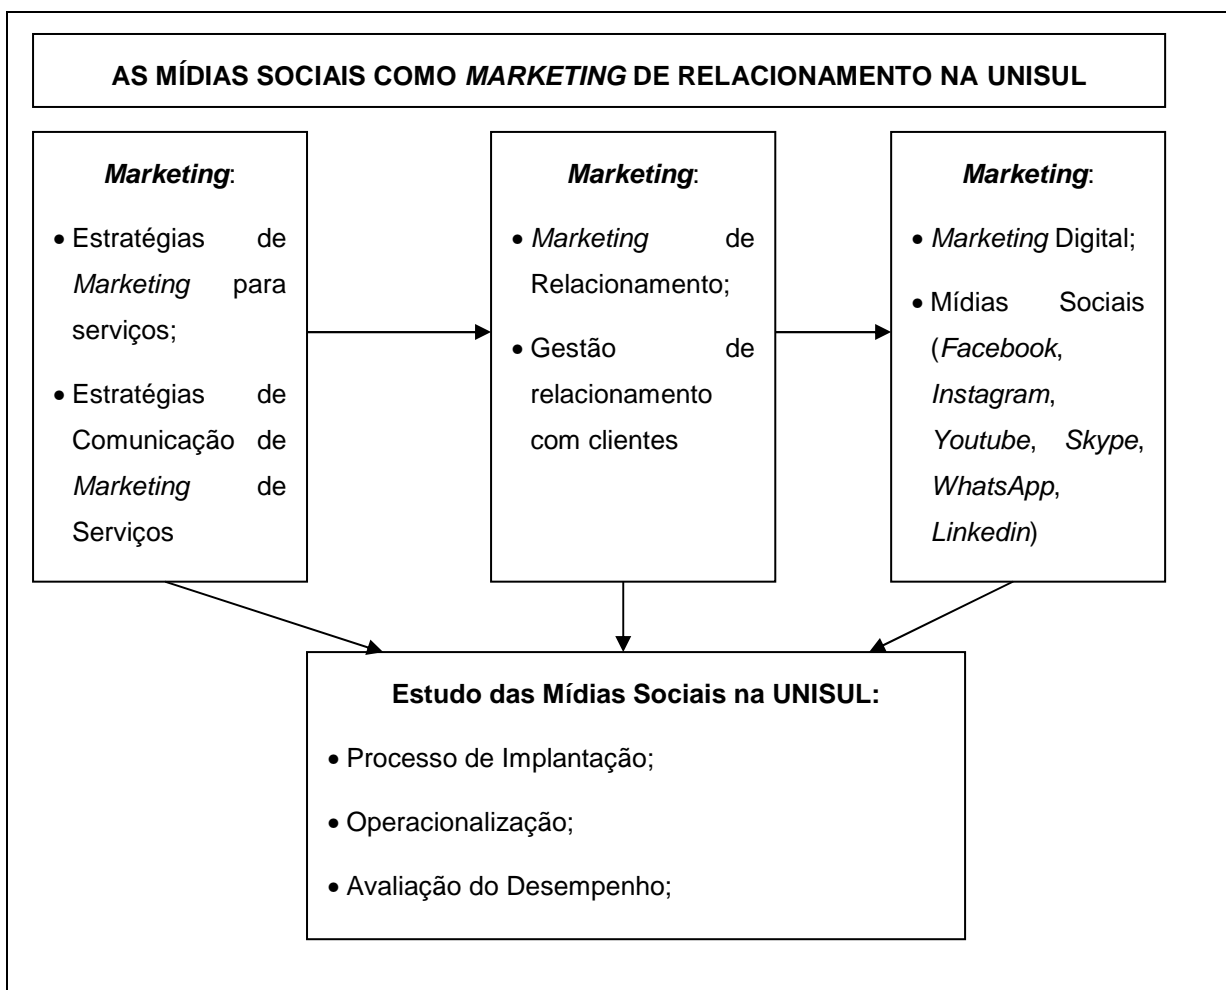 AS MÍDIAS SOCIAIS COMO MARKETING DE RELACIONAMENTO NA UNISUL
Marketing:
• Estratégias de
Marketing para
serviços;
• Estratégias de
Comunicação de
Marketing de
Serviços
Marketing:
• Marketing de
Relacionamento;
• Gestão de
relacionamento
com clientes
Marketing:
• Marketing Digital;
• Mídias Sociais
(Facebook,
Instagram,
Youtube, Skype,
WhatsApp,
Linkedin)
Estudo das Mídias Sociais na UNISUL:
• Processo de Implantação;
• Operacionalização;
• Avaliação do Desempenho;